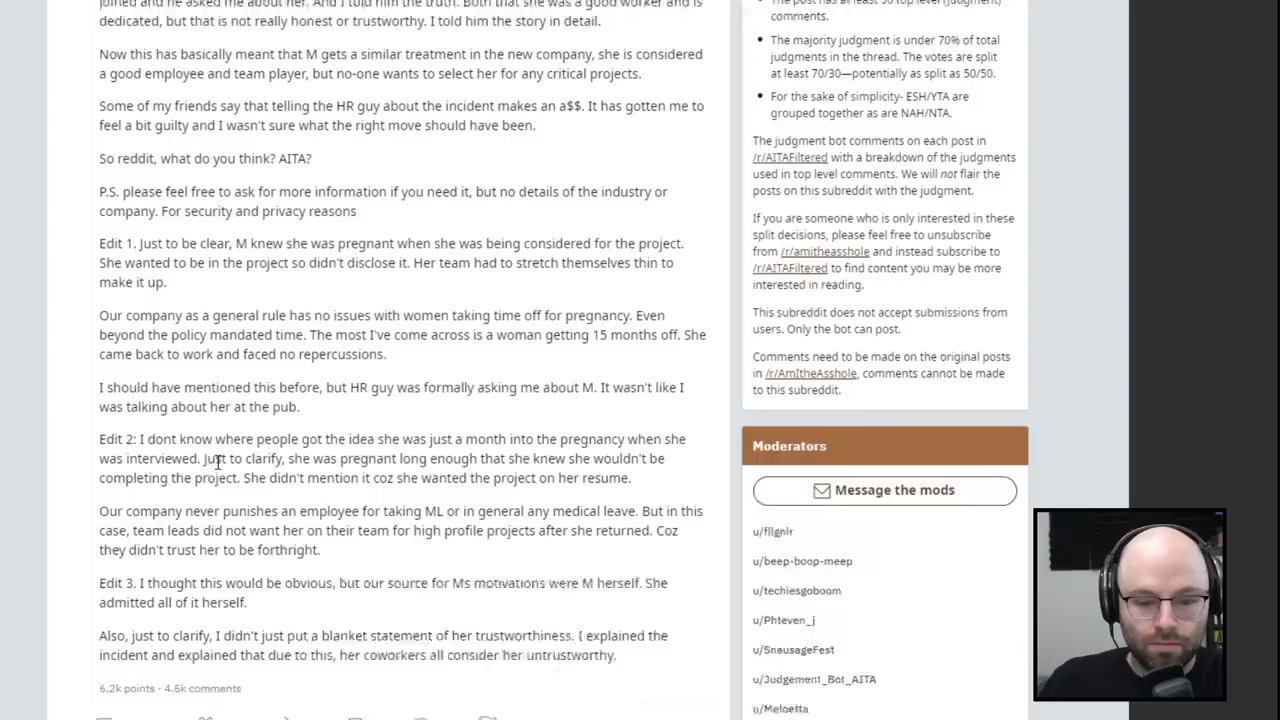 joined and he asked me about her. And I told him the truth. Both that she was a good worker and is
dedicated, but that is not really honest or trustworthy. I told him the story in detail.
Now this has basically meant that M gets a similar treatment in the new company, she is considered
a good employee and team player, but no-one wants to select her for any critical projects.
Some of my friends say that telling the HR guy about the incident makes an a$$. It has gotten me to
feel a bit guilty and I wasn't sure what the right move should have been.
So reddit, what do you think? AITA?
P.S. please feel free to ask for more information if you need it, but no details of the industry or
company. For security and privacy reasons
Edit 1. Just to be clear, M knew she was pregnant when she was being considered for the project.
She wanted to be in the project so didn't disclose it. Her team had to stretch themselves thin to
make it up.
Our company as a general rule has no issues with women taking time off for pregnancy. Even
beyond the policy mandated time. The most I've come across is a woman getting 15 months off. She
came back to work and faced no repercussions.
I should have mentioned this before, but HR guy was formally asking me about M. It wasn't like I
was talking about her at the pub.
Edit 2: I dont know where people got the idea she was just a month into the pregnancy when she
was interviewed. Just to clarify, she was pregnant long enough that she knew she wouldn't be
completing the project. She didn't mention it coz she wanted the project on her resume.
Our company never punishes an employee for taking ML or in general any medical leave. But in this
case, team leads did not want her on their team for high profile projects after she returned. Coz
they didn't trust her to be forthright.
Edit 3. I thought this would be obvious, but our source for Ms motivations were M herself. She
admitted all of it herself.
Also, just to clarify, I didn't just put a blanket statement of her trustworthiness. I explained the
incident and explained that due to this, her coworkers all consider her untrustworthy.
6.2k points · 4.5k comments
The post has at least 50 top level (judgment)
comments.
The majority judgment is under 70% of total
judgments in the thread. The votes are split
at least 70/30—potentially as split as 50/50.
For the sake of simplicity- ESH/YTA are
grouped together as are NAH/NTA.
The judgment bot comments on each post in
/r/AITAFiltered with a breakdown of the judgments
used in top level comments. We will not flair the
posts on this subreddit with the judgment.
If you are someone who is only interested in these
split decisions, please feel free to unsubscribe
from /r/amitheasshole and instead subscribe to
/r/AITAFiltered to find content you may be more
interested in reading.
This subreddit does not accept submissions from
users. Only the bot can post.
Comments need to be made on the original posts
in /r/AmItheAsshole, comments cannot be made
to this subreddit.
Moderators
Message the mods
u/beep-boop-meep
u/techiesgoboom
u/Phteven_j
u/SnausageFest
u/Judgement_Bot_AITA
u/Meloetta